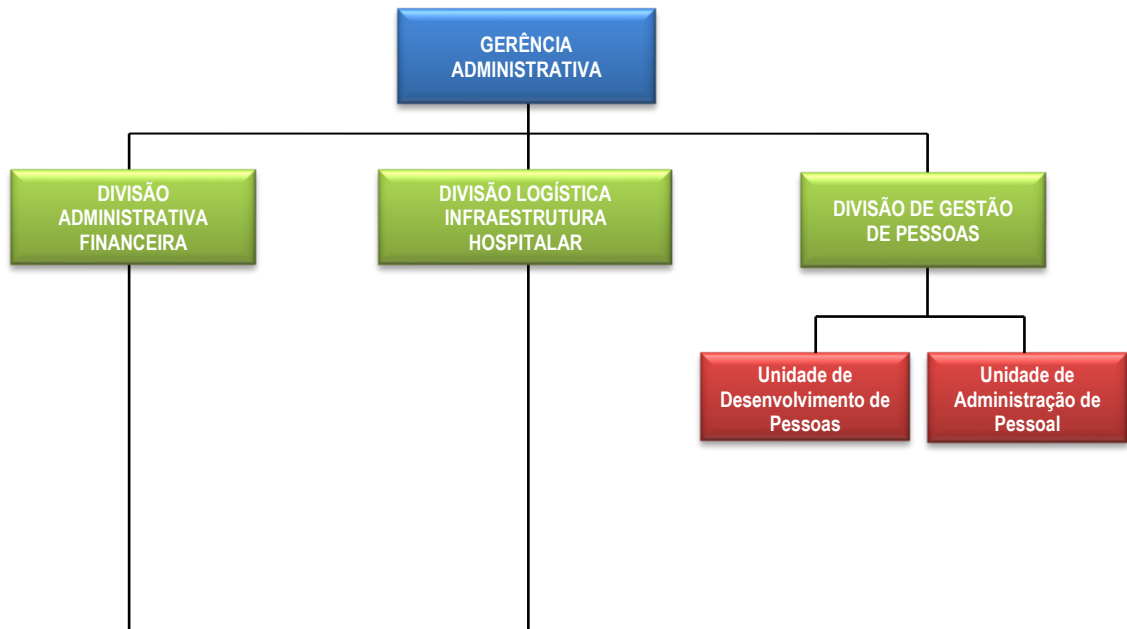 GERÊNCIA
ADMINISTRATIVA
DIVISÃO
ADMINISTRATIVA
FINANCEIRA
DIVISÃO LOGÍSTICA
INFRAESTRUTURA
HOSPITALAR
DIVISÃO DE GESTÃO
DE PESSOAS
Unidade de
Desenvolvimento de
Pessoas
Unidade de
Administração de
Pessoal